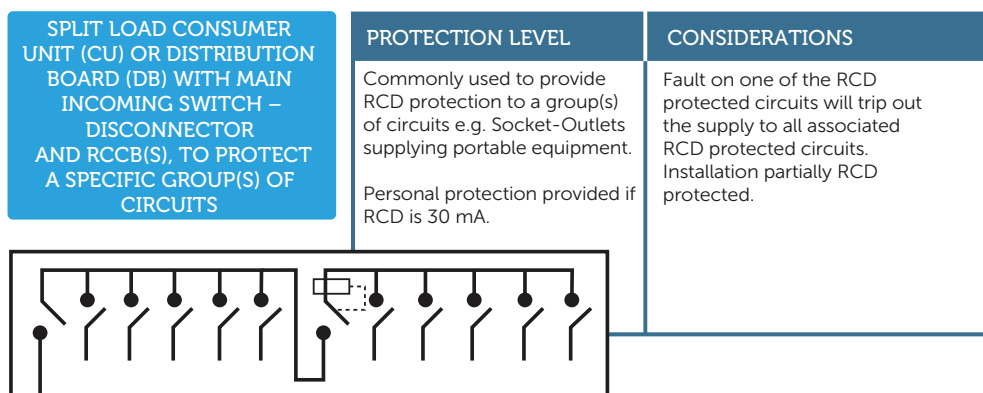 SPLIT LOAD CONSUMER
UNIT (CU) OR DISTRIBUTION
BOARD (DB) WITH MAIN
INCOMING SWITCH –
DISCONNECTOR
AND RCCB(S), TO PROTECT
A SPECIFIC GROUP(S) OF
CIRCUITS
PROTECTION LEVEL
Commonly used to provide
RCD protection to a group(s)
of circuits e.g. Socket-Outlets
supplying portable equipment.
Personal protection provided if
RCD is 30 mA.
CONSIDERATIONS
Fault on one of the RCD
protected circuits will trip out
the supply to all associated
RCD protected circuits.
Installation partially RCD
protected.